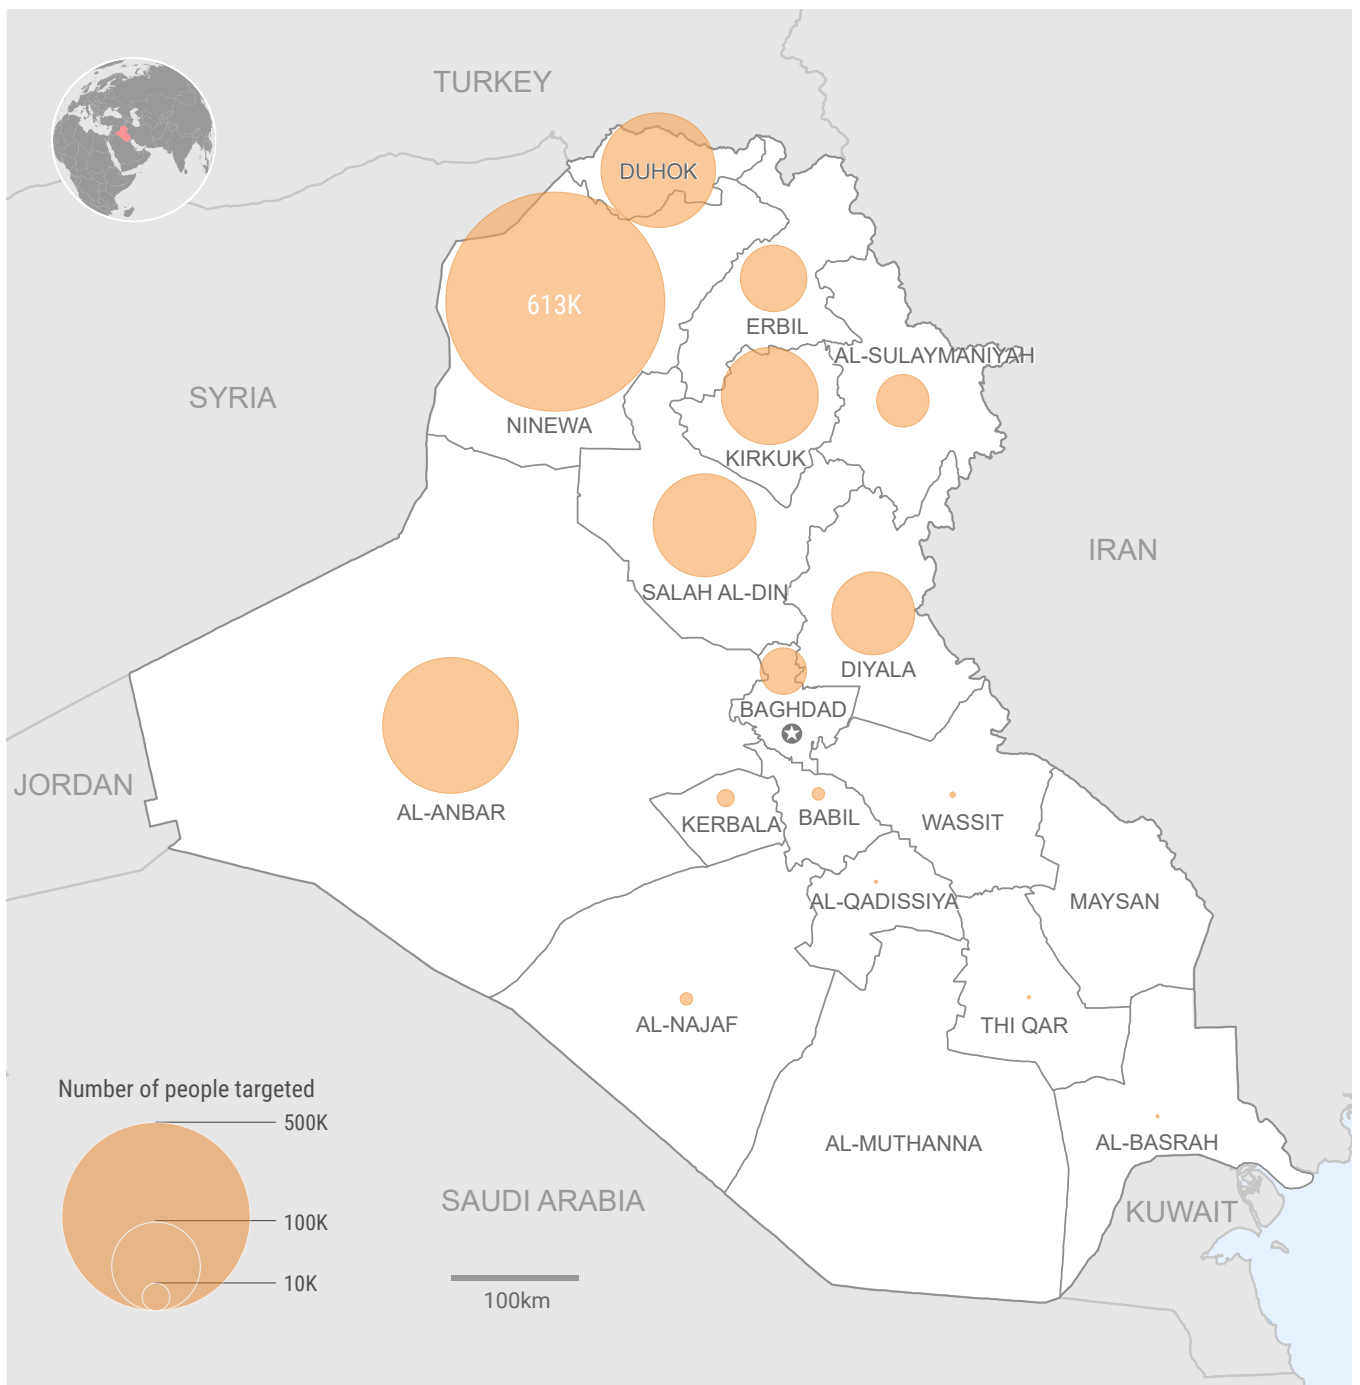 TURKEY
DUHOK
613K
ERBIL
AL-SULAYMANIYAH
SYRIA
NINEWA
KIRKUK
IRAN
SALAH AL-DIN
DIYALA
BAGHDAD
JORDAN
AL-ANBAR
KERBALA
BABIL
WASSIT
AL-QADISSIYA
MAYSAN
AL-NAJAF
THI QAR
Number of people targeted
500K
100K
10K
AL-MUTHANNA
AL-BASRAH
SAUDI ARABIA
KUWAIT
100km